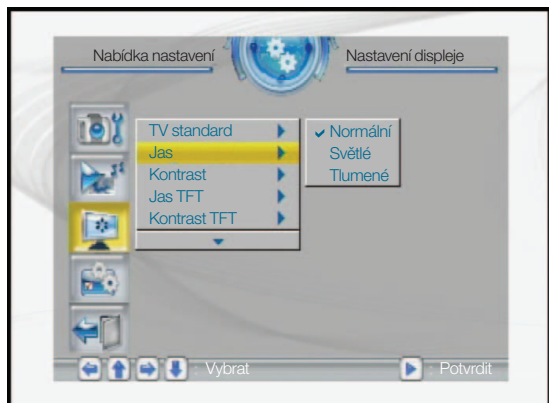 Nabídka nastavení
Nastavení displeje
TV standard
Jas
Kontrast
Jas TFT
Kontrast TFT
Normální
Světlé
Tlumené
: Vybrat
: Potvrdit